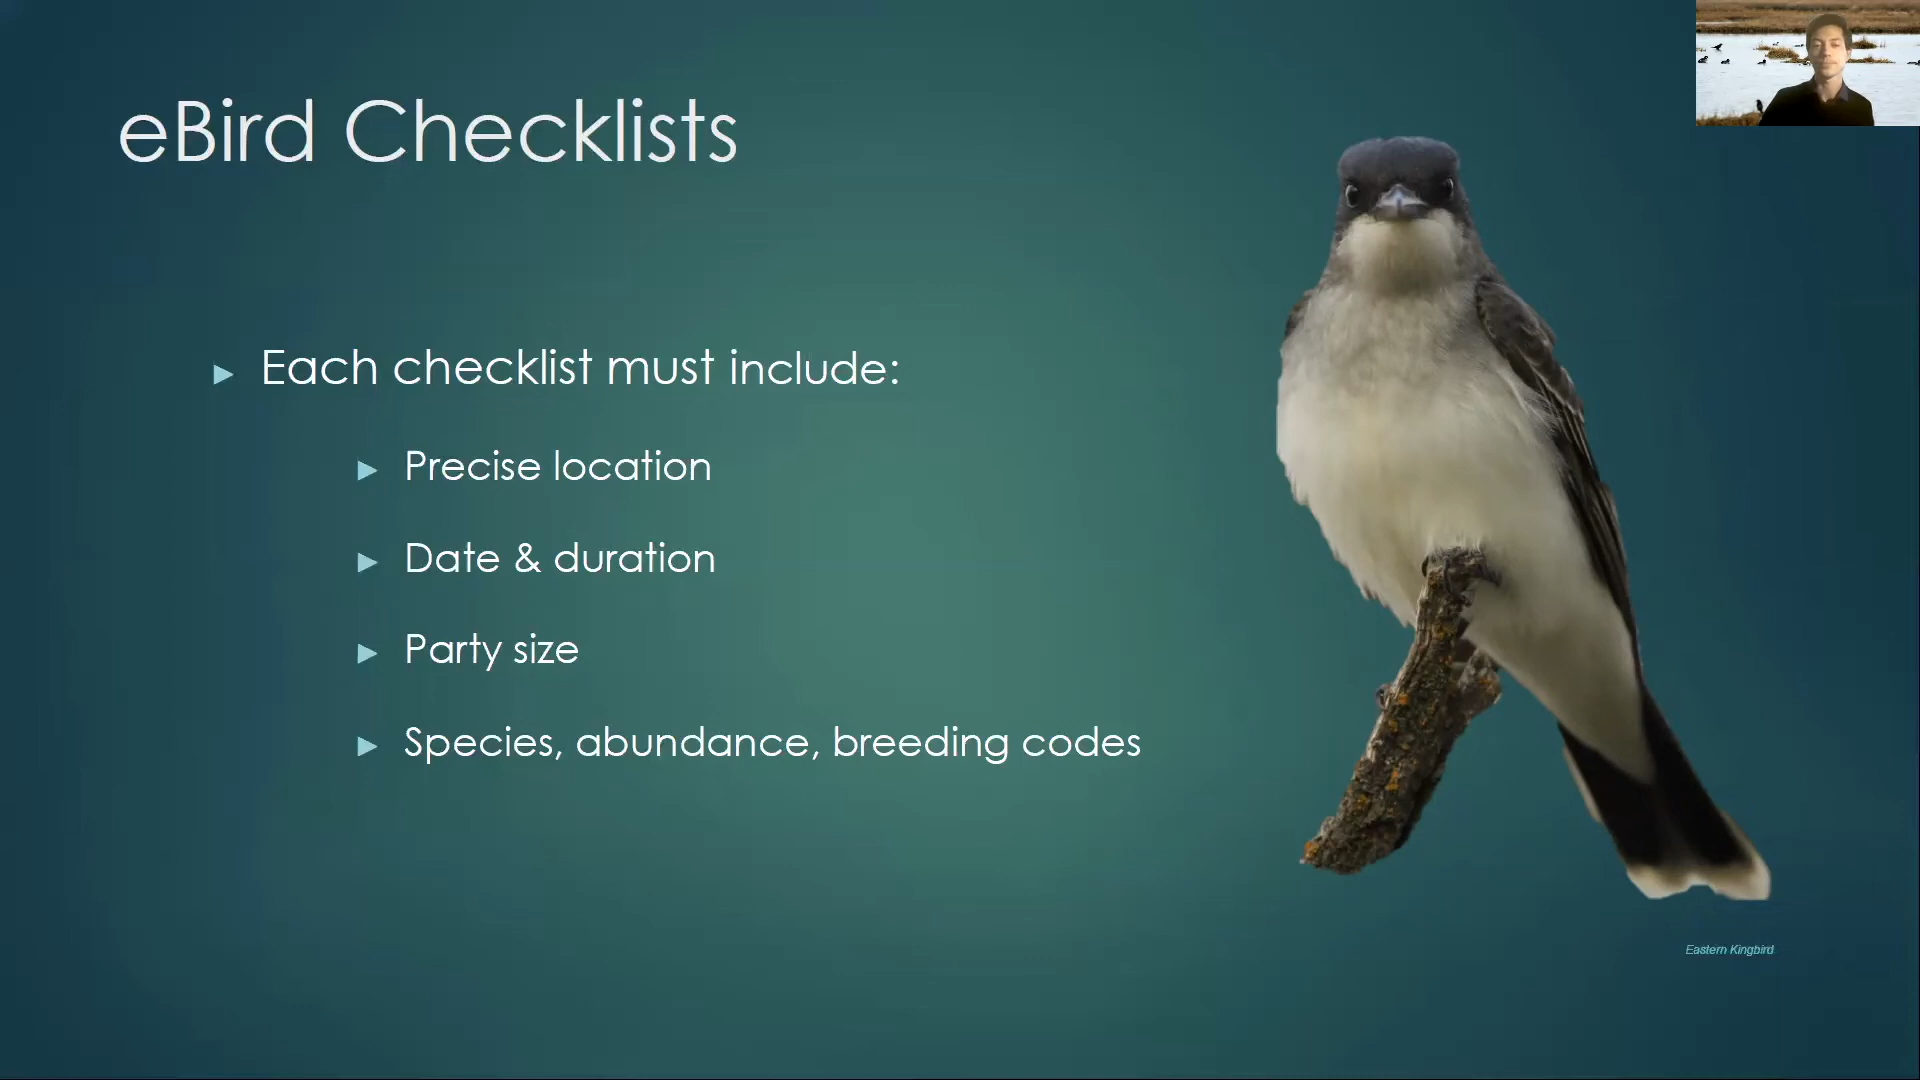 eBird Checklists
Each checklist must include:
Precise location
Date & duration
Party size
Species, abundance, breeding codes
Eastern Kingbird